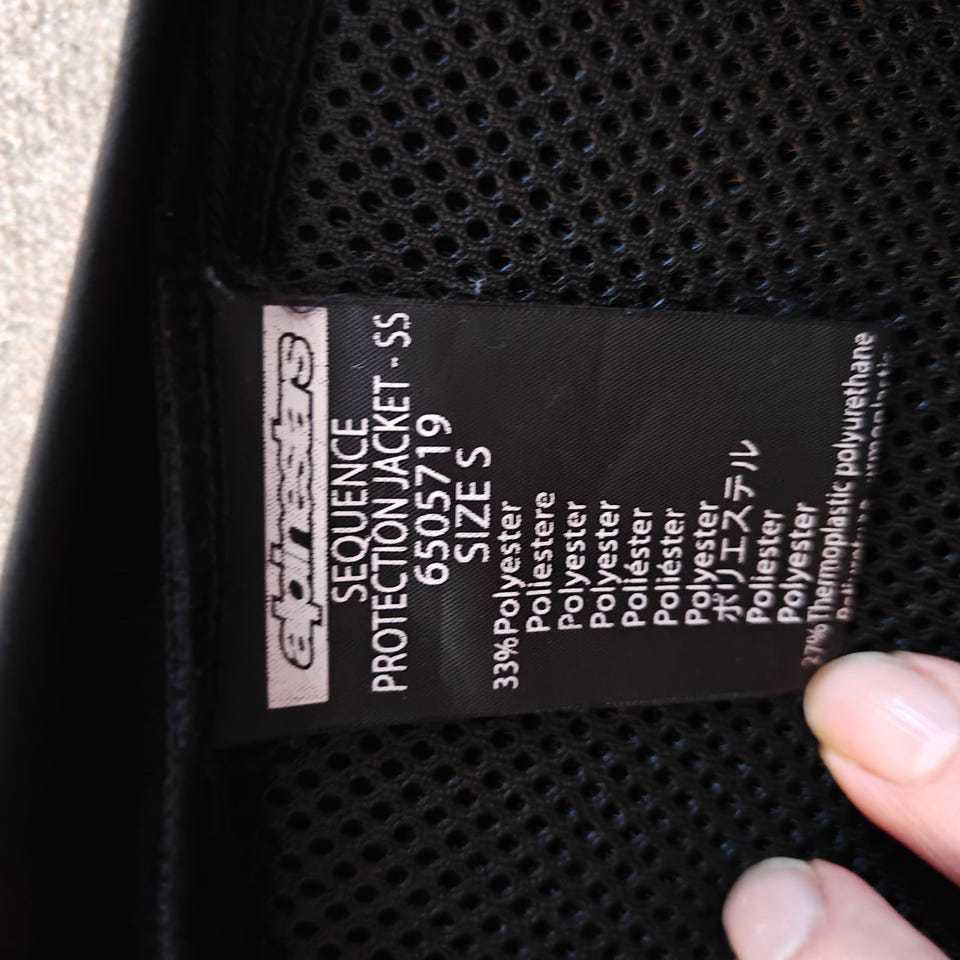 alpinestars
SEQUENCE
PROTECTION JACKET - SS
6505719
SIZE S
33% Polyester
Poliestere
Polyester
Polyester
Poliéster
Poliéster
Polyester
ポリエステル
Poliester
Polyester
27% Thermoplastic polyurethane